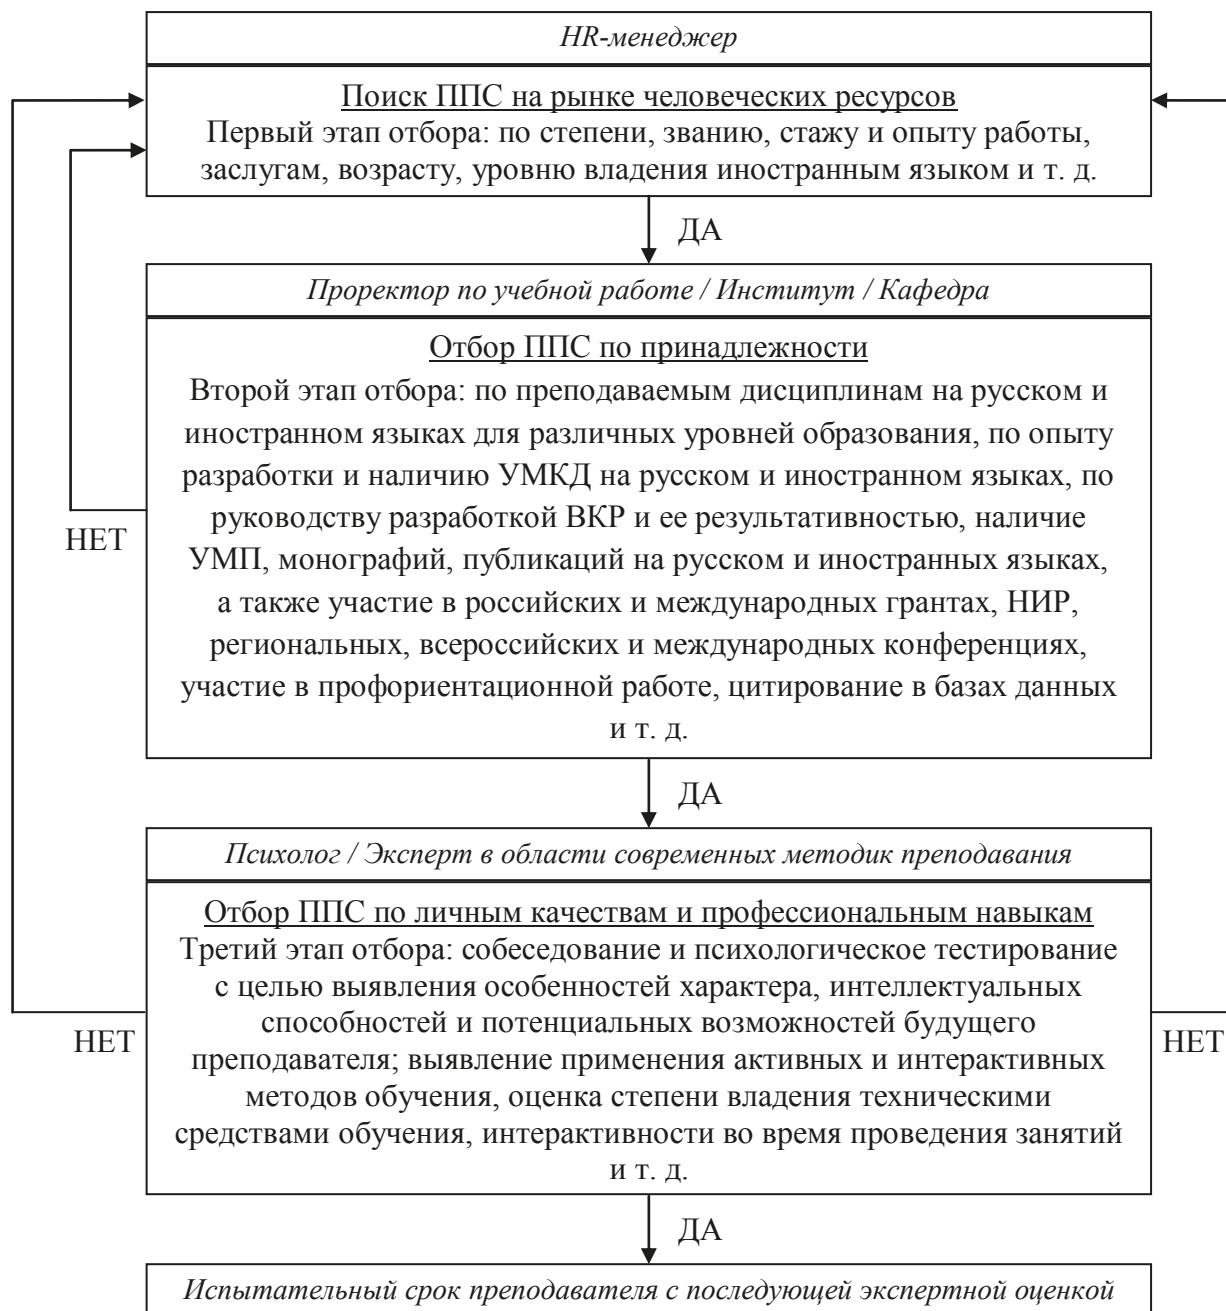 HR-менеджер
Поиск ППС на рынке человеческих ресурсов
Первый этап отбора: по степени, званию, стажу и опыту работы,
заслугам, возрасту, уровню владения иностранным языком и т. д.
ДА
Проректор по учебной работе / Институт / Кафедра
Отбор ППС по принадлежности
Второй этап отбора: по преподаваемым дисциплинам на русском и
иностранном языках для различных уровней образования, по опыту
разработки и наличию УМКД на русском и иностранном языках, по
руководству разработкой ВКР и ее результативностью, наличие
УМП, монографий, публикаций на русском и иностранных языках,
а также участие в российских и международных грантах, НИР,
региональных, всероссийских и международных конференциях,
участие в профориентационной работе, цитирование в базах данных
и т. д.
НЕТ
ДА
Психолог / Эксперт в области современных методик преподавания
Отбор ППС по личным качествам и профессиональным навыкам
Третий этап отбора: собеседование и психологическое тестирование
с целью выявления особенностей характера, интеллектуальных
способностей и потенциальных возможностей будущего
преподавателя; выявление применения активных и интерактивных
методов обучения, оценка степени владения техническими
средствами обучения, интерактивности во время проведения занятий
и т. д.
НЕТ
НЕТ
ДА
Испытательный срок преподавателя с последующей экспертной оценкой